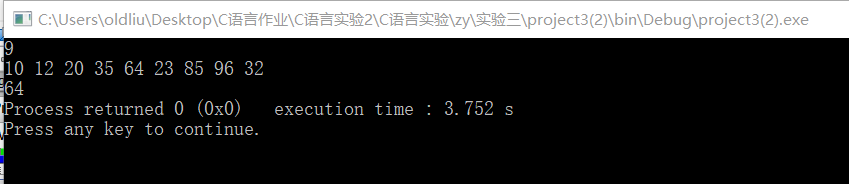 C:\Users\oldliu\Desktop\C语言作业\C语言实验2\C语言实验\zy\实验三\project3(2)\bin\Debug\project3(2).exe
9
10 12 20 35 64 23 85 96 32
64
Process returned 0 (0x0)   execution time : 3.752 s
Press any key to continue.